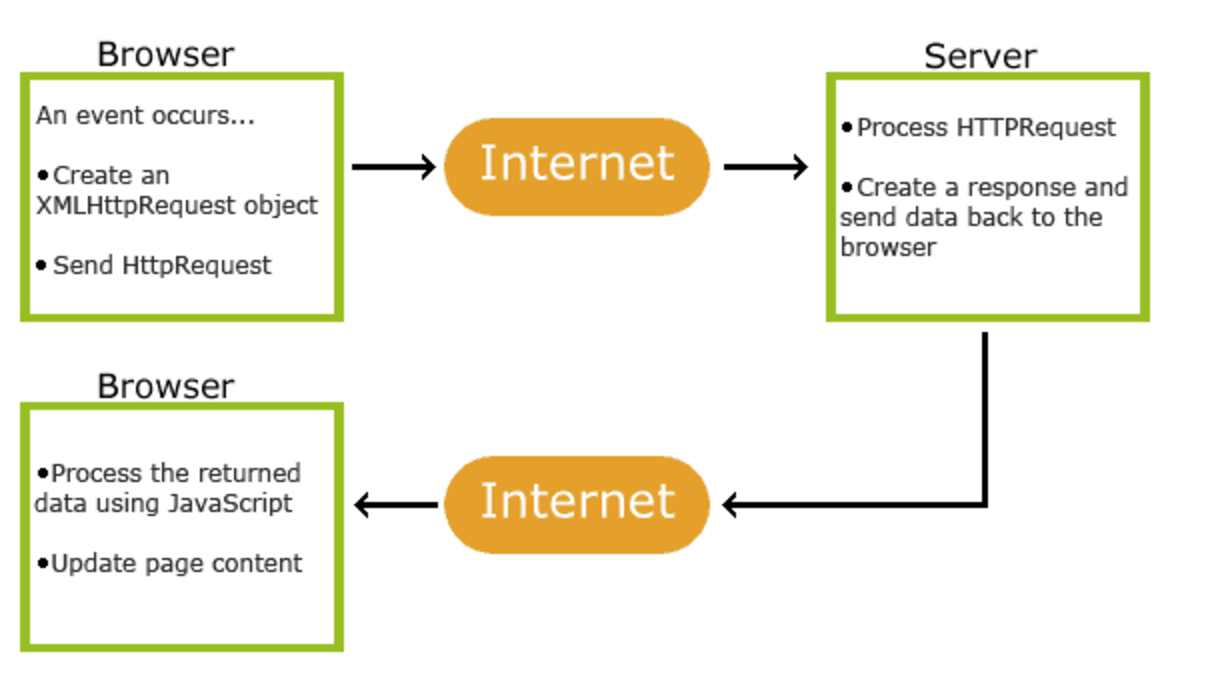 Browser
An event occurs...
•Create an
XMLHttpRequest object
• Send HttpRequest
Internet
Server
•Process HTTPRequest
•Create a response and
send data back to the
browser
Browser
•Process the returned
data using JavaScript
•Update page content
Internet